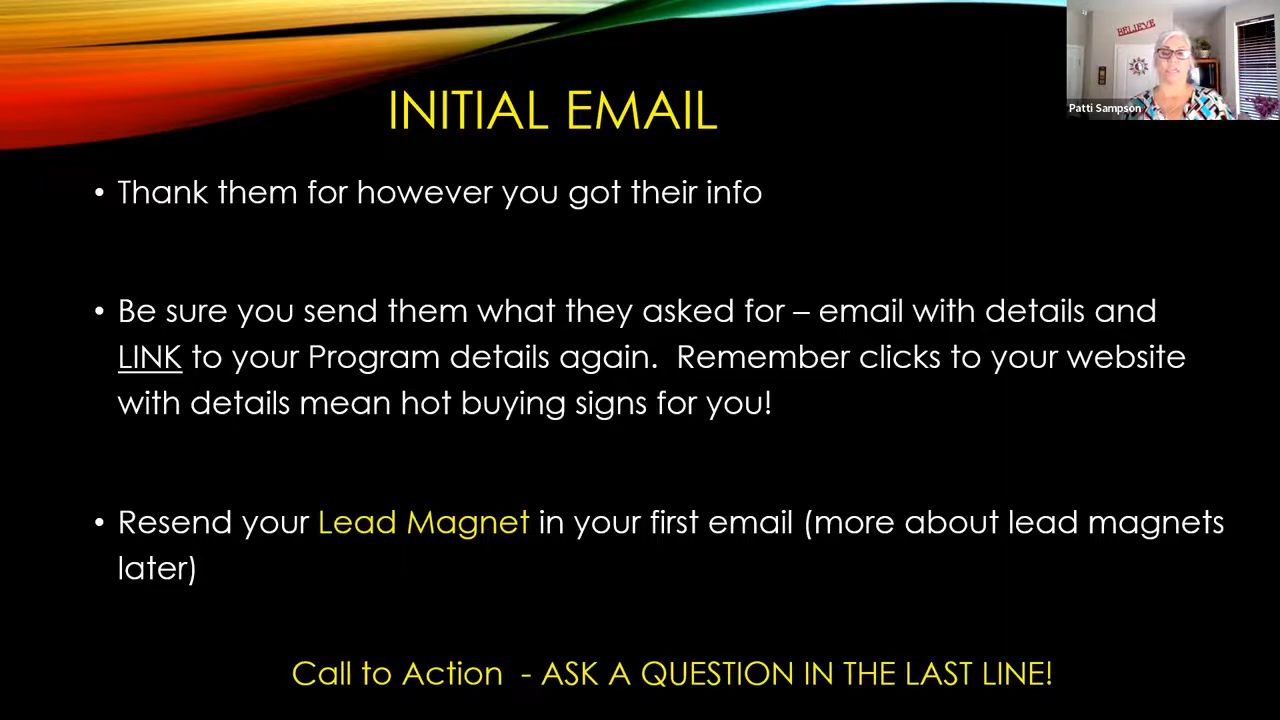 BELIEVE
Patti Sampson
INITIAL EMAIL
• Thank them for however you got their info
• Be sure you send them what they asked for – email with details and
LINK to your Program details again.  Remember clicks to your website
with details mean hot buying signs for you!
• Resend your Lead Magnet in your first email (more about lead magnets
later)
Call to Action  - ASK A QUESTION IN THE LAST LINE!